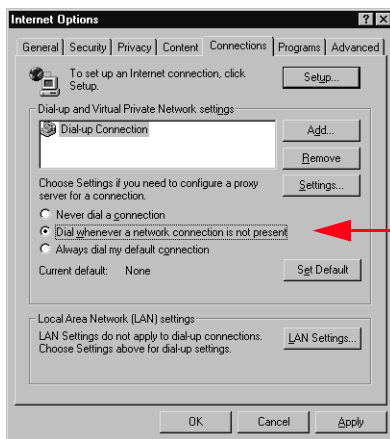 Internet Options
General Security Privacy Content Connections Programs Advanced
To set up an Internet connection, click Setup.
Setup...
Dial-up and Virtual Private Network settings
Dial-up Connection
Add...
Remove
Choose Settings if you need to configure a proxy
server for a connection.
Settings...
Never dial a connection
Dial whenever a network connection is not present
Always dial my default connection
Current default: None
Set Default
Local Area Network (LAN) settings
LAN Settings do not apply to dial-up connections.
Choose Settings above for dial-up settings.
LAN Settings...
OK Cancel Apply